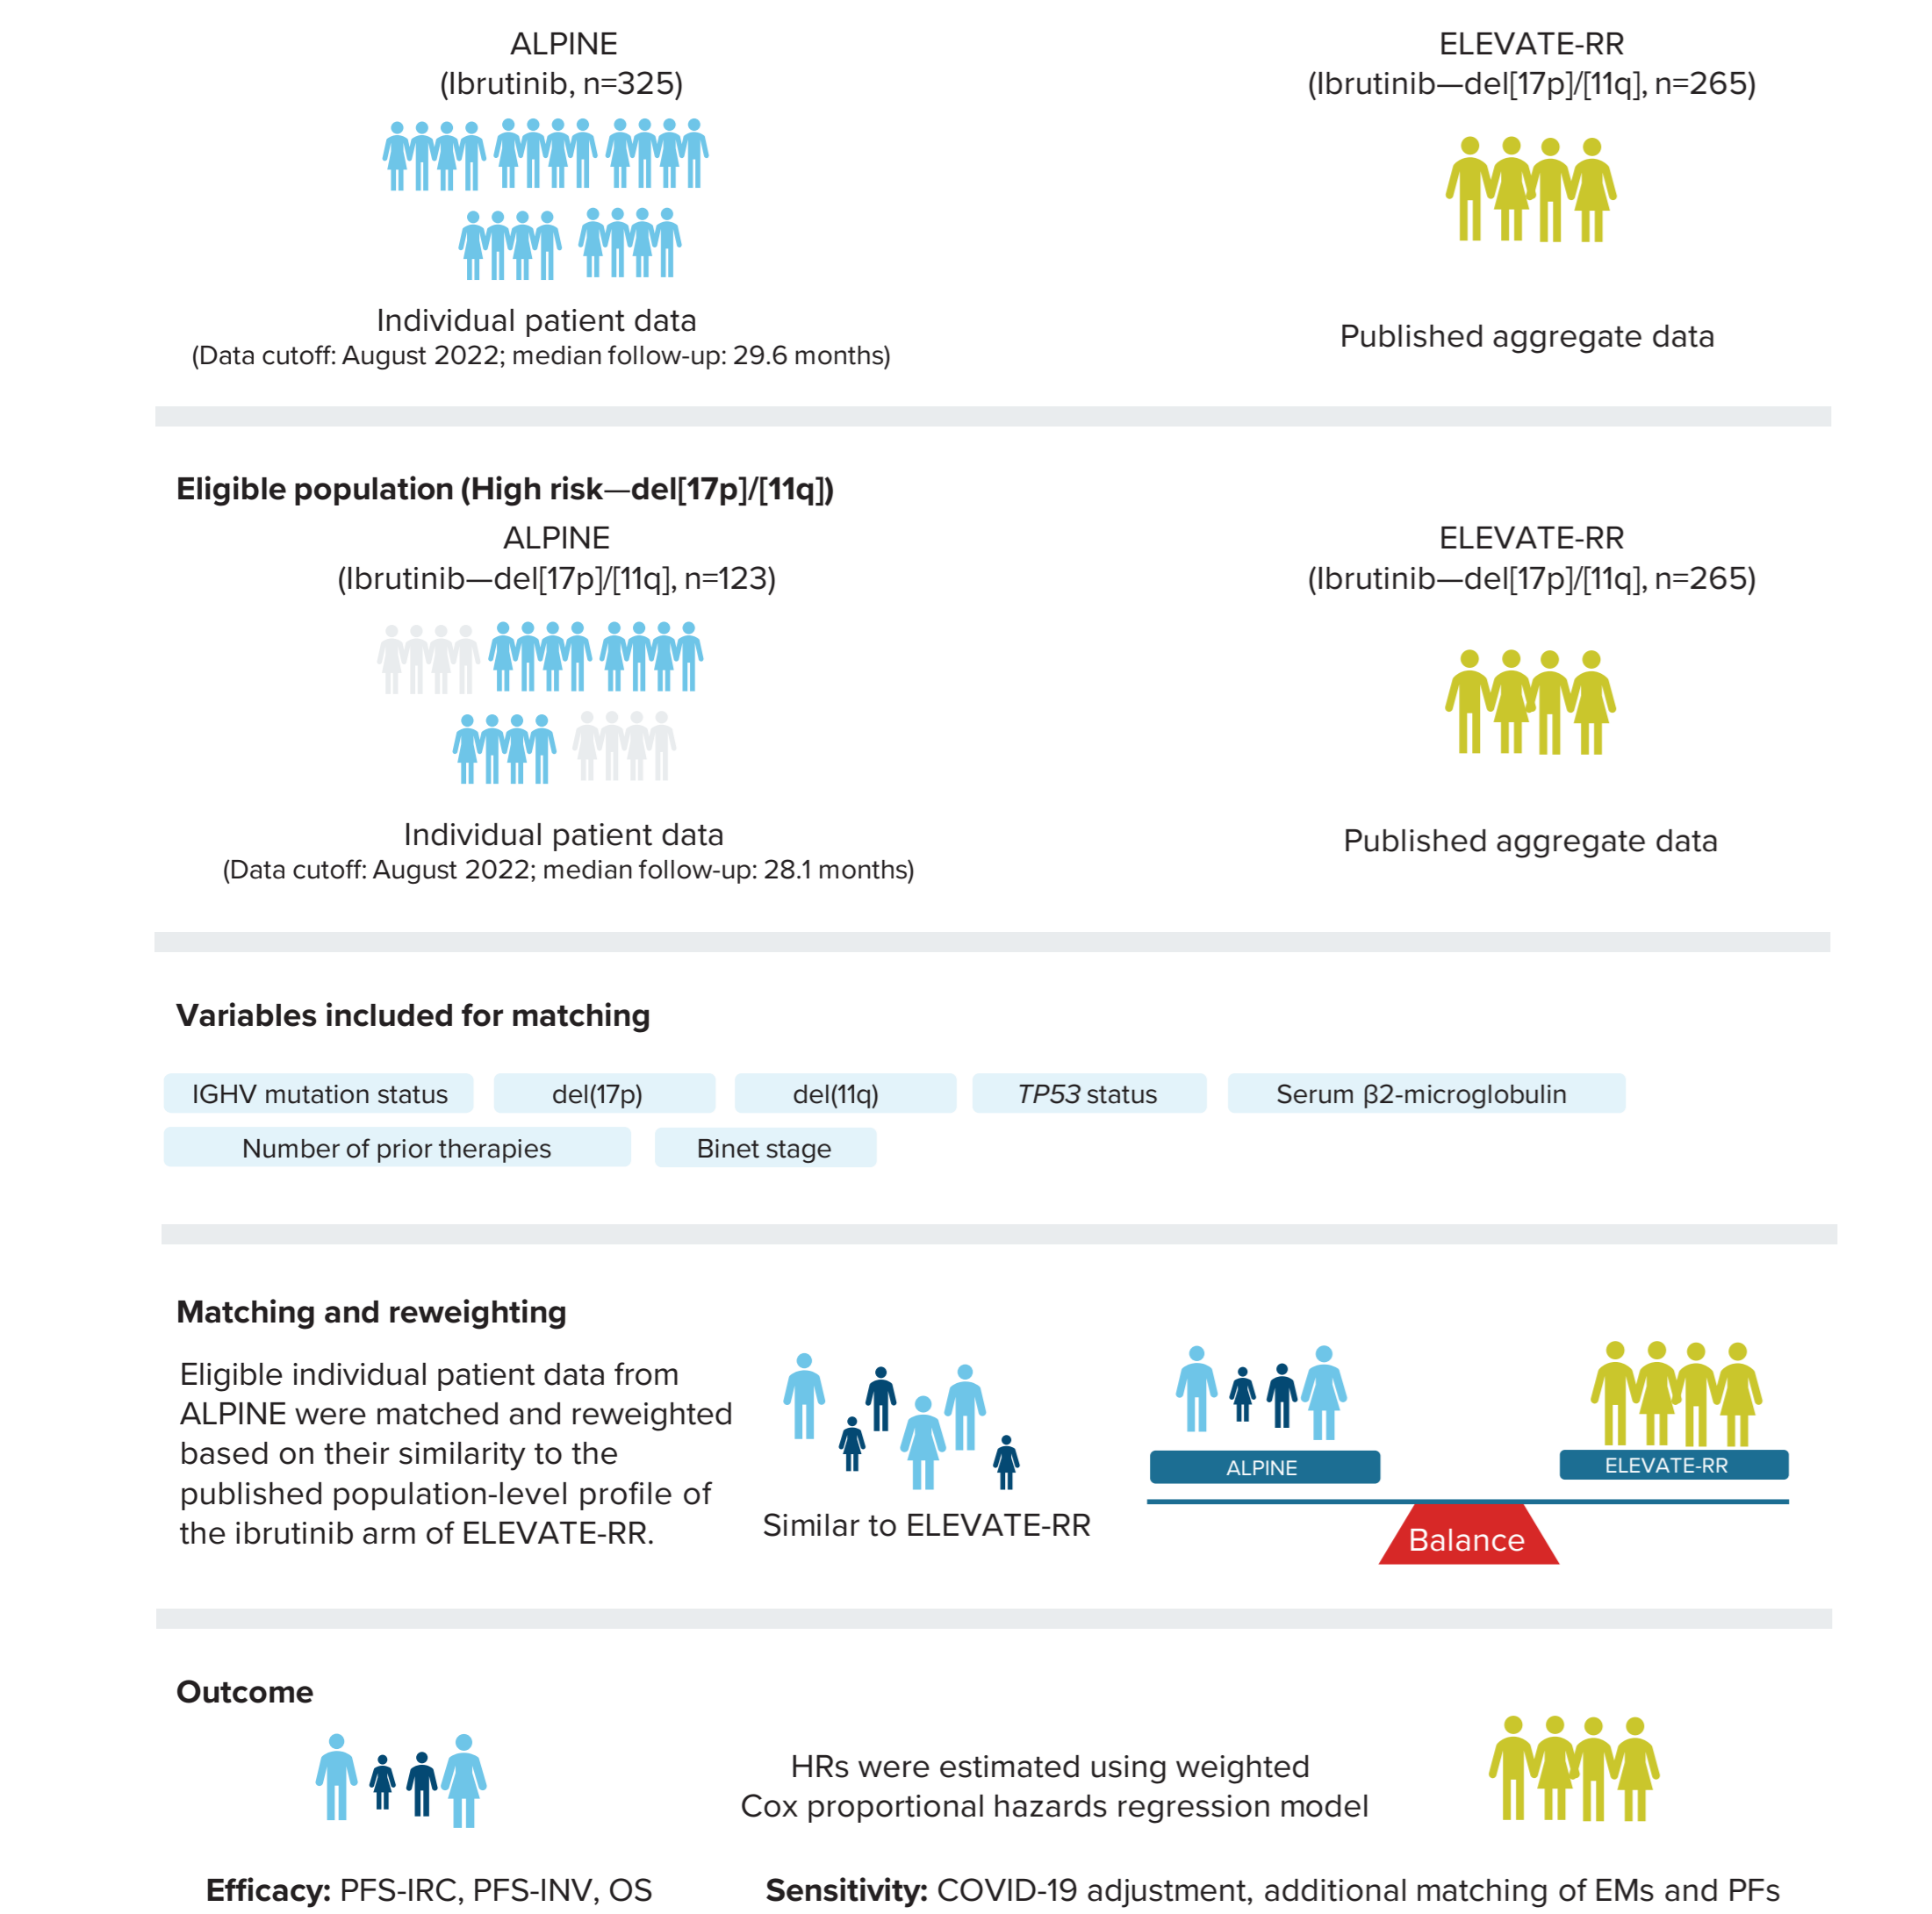 ALPINE
(Ibrutinib, n=325)
ELEVATE-RR
(Ibrutinib—del[17p]/[11q], n=265)
Individual patient data
(Data cutoff: August 2022; median follow-up: 29.6 months)
Published aggregate data
Eligible population (High risk—del[17p]/[11q])
ALPINE
(Ibrutinib—del[17p]/[11q], n=123)
ELEVATE-RR
(Ibrutinib—del[17p]/[11q], n=265)
Individual patient data
(Data cutoff: August 2022; median follow-up: 28.1 months)
Published aggregate data
Variables included for matching
IGHV mutation status
del(17p)
del(11q)
TP53 status
Serum β2-microglobulin
Number of prior therapies
Binet stage
Matching and reweighting
Eligible individual patient data from
ALPINE were matched and reweighted
based on their similarity to the
published population-level profile of
the ibrutinib arm of ELEVATE-RR.
Similar to ELEVATE-RR
ALPINE
ELEVATE-RR
Balance
Outcome
HRs were estimated using weighted
Cox proportional hazards regression model
Efficacy: PFS-IRC, PFS-INV, OS
Sensitivity: COVID-19 adjustment, additional matching of EMs and PFs